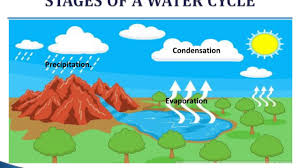 STAGES OF A WATER CYCLE
Condensation
Precipitation.
Evaporation